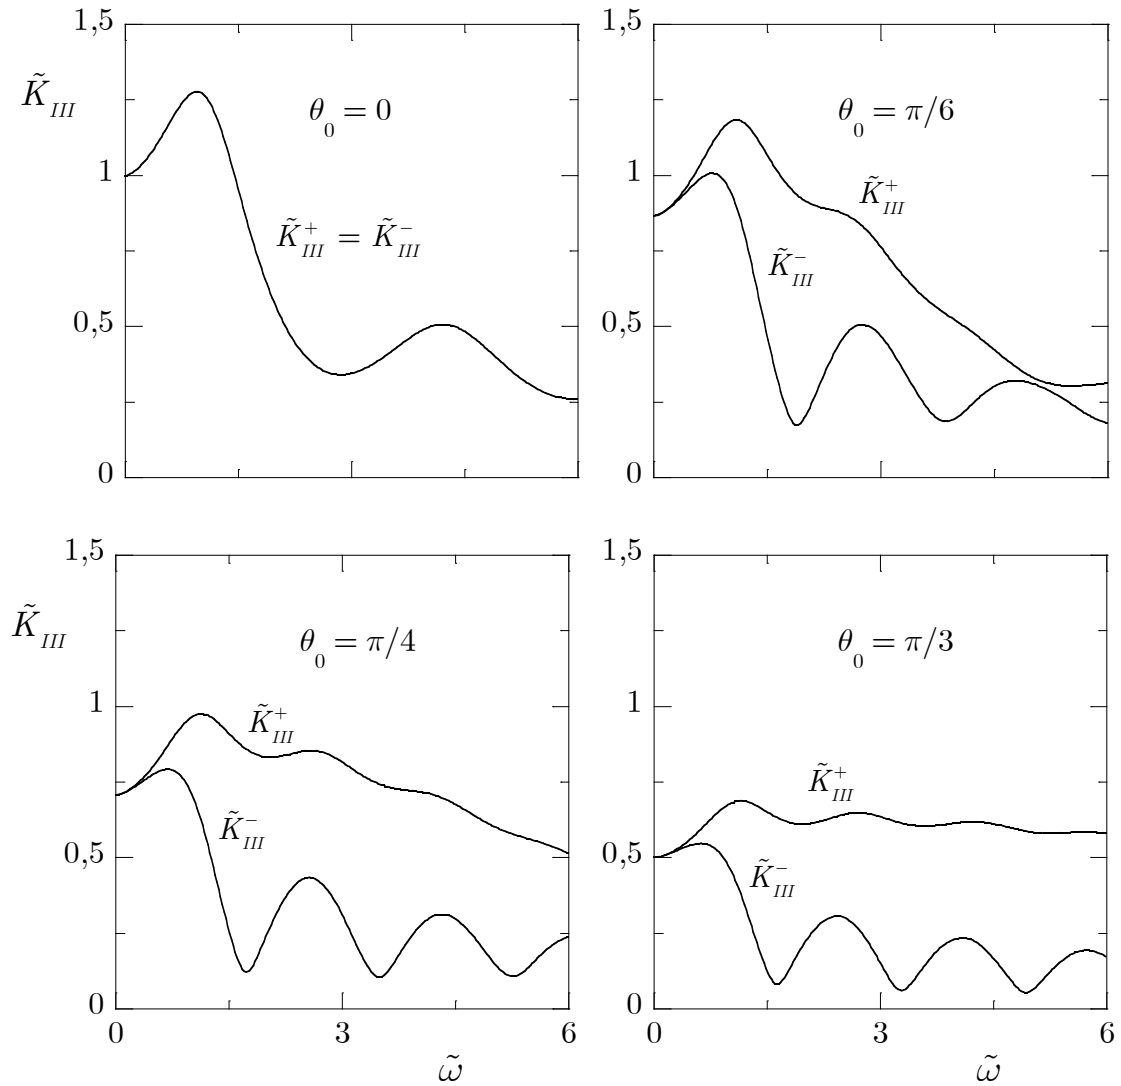 1,5 1,5
K̃_III θ_0 = 0 θ_0 = π/6
1 1 K̃⁺_III
K̃⁺_III = K̃⁻_III K̃⁻_III
0,5 0,5
0 0
1,5 1,5
K̃_III θ_0 = π/4 θ_0 = π/3
1 K̃⁺_III 1
K̃⁺_III
K̃⁻_III
0,5 0,5 K̃⁻_III
0 0
0 3 6 0 3 6
ω̃ ω̃